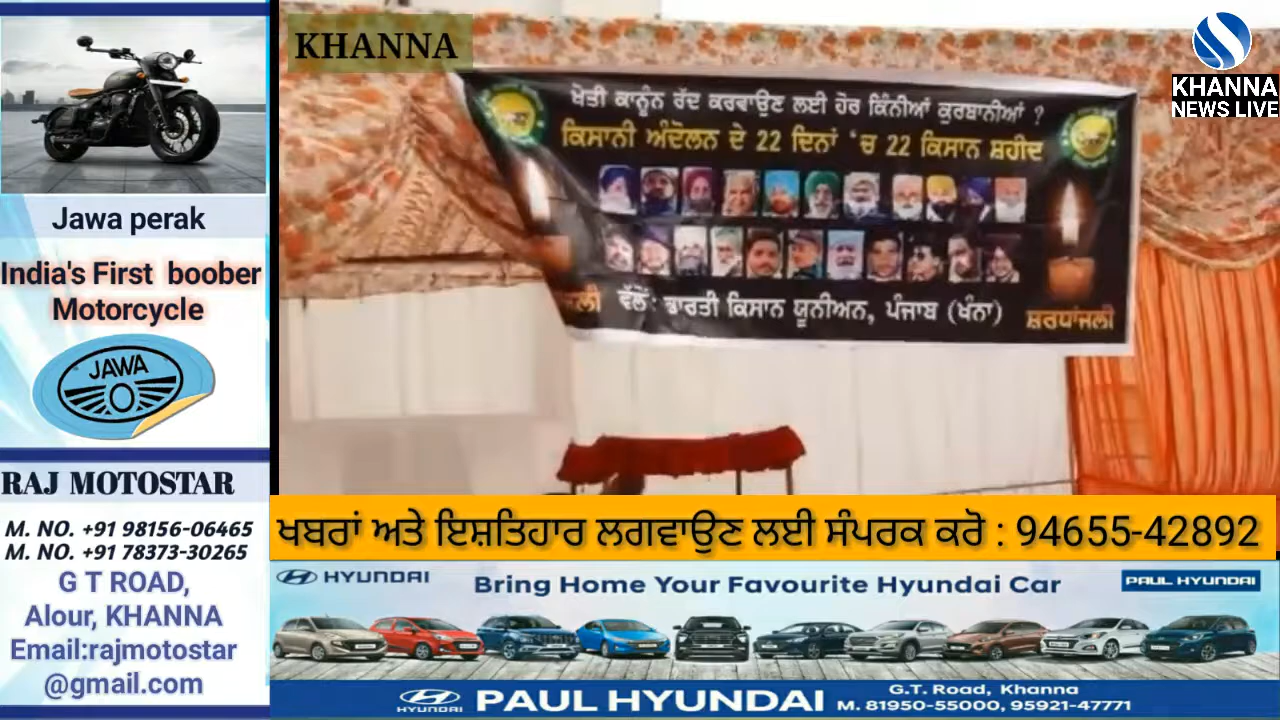 KHANNA
KHANNA
NEWS LIVE
ਖੇਤੀ ਕਾਨੂੰਨ ਰੱਦ ਕਰਵਾਉਣ ਲਈ ਹੋਰ ਕਿੰਨੀਆਂ ਕੁਰਬਾਨੀਆਂ ?
ਕਿਸਾਨੀ ਅੰਦੋਲਨ ਦੇ 22 ਦਿਨਾਂ 'ਚ 22 ਕਿਸਾਨ ਸ਼ਹੀਦ
ਵੱਲੋਂ: ਭਾਰਤੀ ਕਿਸਾਨ ਯੂਨੀਅਨ, ਪੰਜਾਬ (ਖੰਨਾ)
ਸ਼ਰਧਾਂਜਲੀ
Jawa perak
India's First boober
Motorcycle
JAWA
RAJ MOTOSTAR
M. NO. +91 98156-06465
M. NO. +91 78373-30265
G T ROAD,
Alour, KHANNA
Email:rajmotostar
@gmail.com
ਖਬਰਾਂ ਅਤੇ ਇਸ਼ਤਿਹਾਰ ਲਗਵਾਉਣ ਲਈ ਸੰਪਰਕ ਕਰੋ : 94655-42892
HYUNDAI
Bring Home Your Favourite Hyundai Car
PAUL HYUNDAI
HYUNDAI
PAUL HYUNDAI
G.T. Road, Khanna
M. 81950-55000, 95921-47771